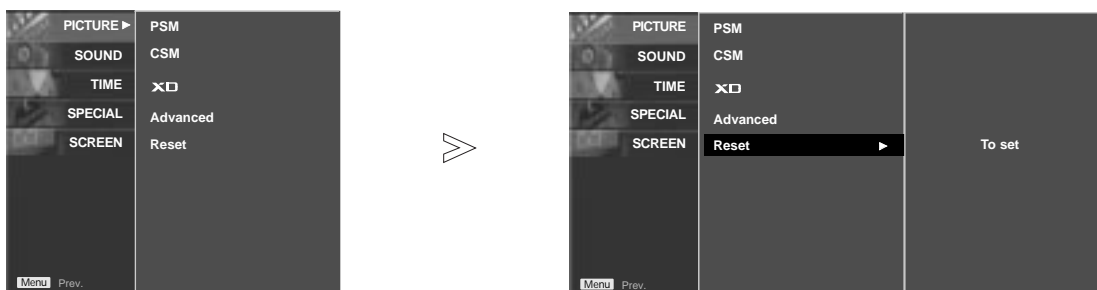 PICTURE ►
SOUND
TIME
SPECIAL
SCREEN
PSM
CSM
XD
Advanced
Reset
Menu Prev.
PICTURE
SOUND
TIME
SPECIAL
SCREEN
PSM
CSM
XD
Advanced
Reset ►
To set
Menu Prev.